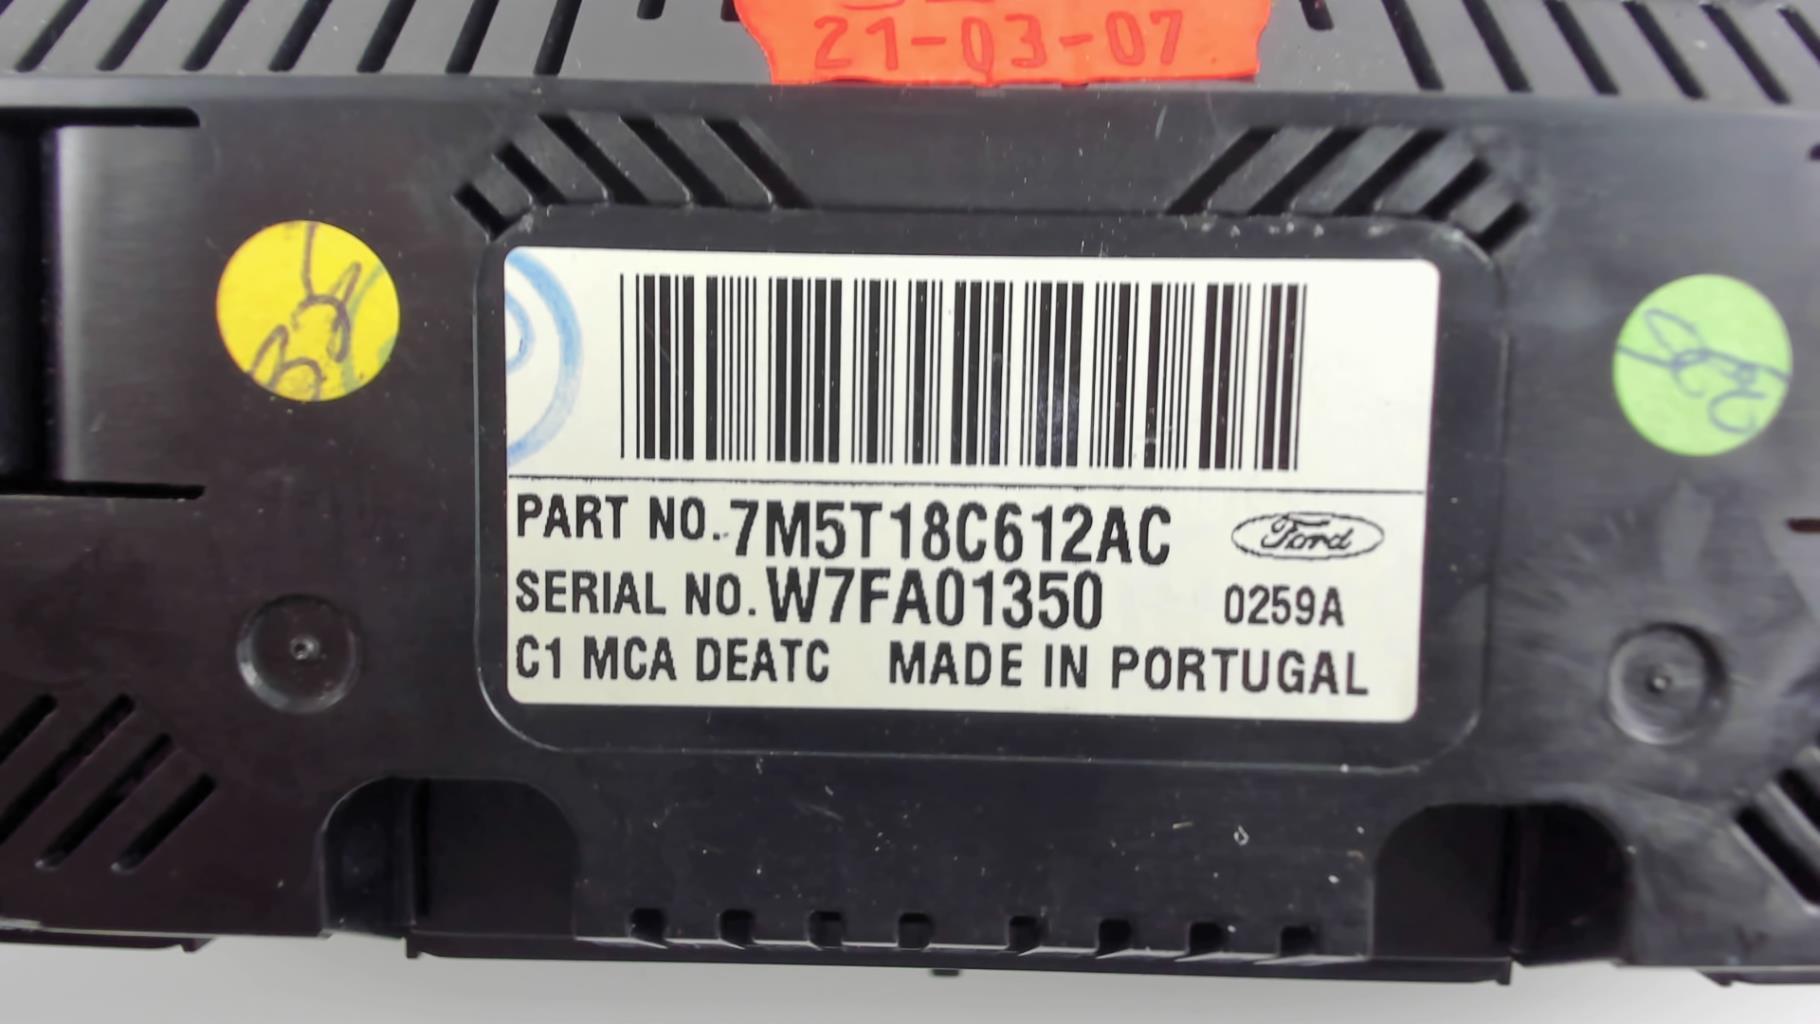 21-03-07
PART NO. 7M5T18C612AC Ford
SERIAL NO. W7FA01350 0259A
C1 MCA DEATC MADE IN PORTUGAL